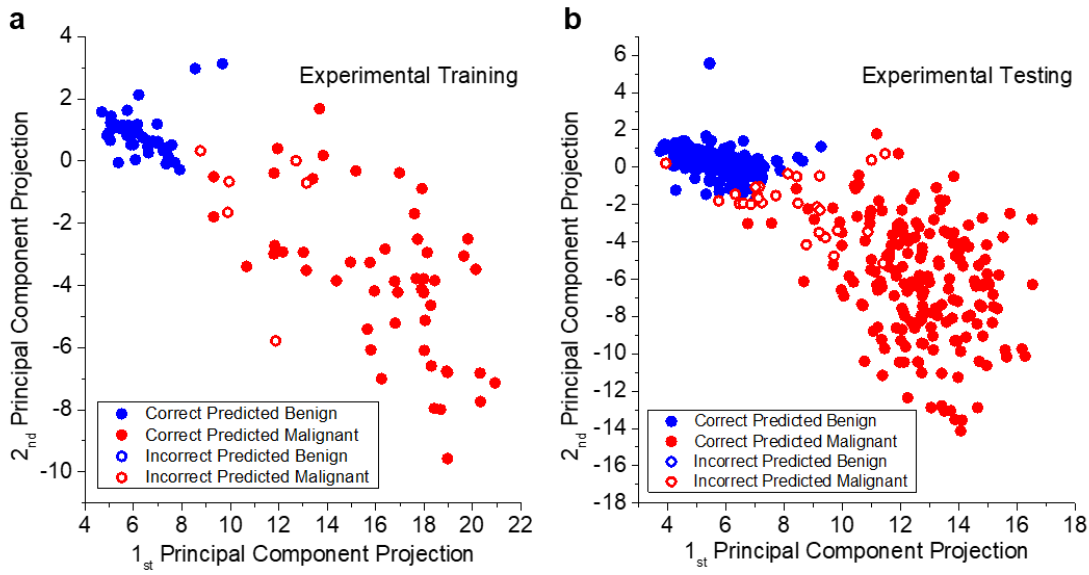 a
Experimental Training
4
2
0
-2
-4
-6
-8
-10
2nd Principal Component Projection
Correct Predicted Benign
Correct Predicted Malignant
Incorrect Predicted Benign
Incorrect Predicted Malignant
4 6 8 10 12 14 16 18 20 22
1st Principal Component Projection
b
Experimental Testing
6
4
2
0
-2
-4
-6
-8
-10
-12
-14
-16
-18
2nd Principal Component Projection
Correct Predicted Benign
Correct Predicted Malignant
Incorrect Predicted Benign
Incorrect Predicted Malignant
4 6 8 10 12 14 16 18
1st Principal Component Projection